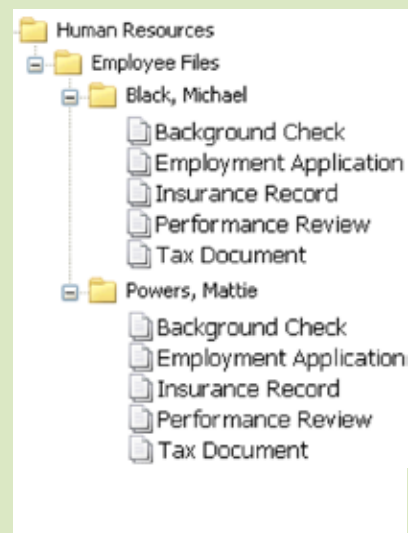 Human Resources
Employee Files
Black, Michael
Background Check
Employment Application
Insurance Record
Performance Review
Tax Document
Powers, Mattie
Background Check
Employment Application
Insurance Record
Performance Review
Tax Document